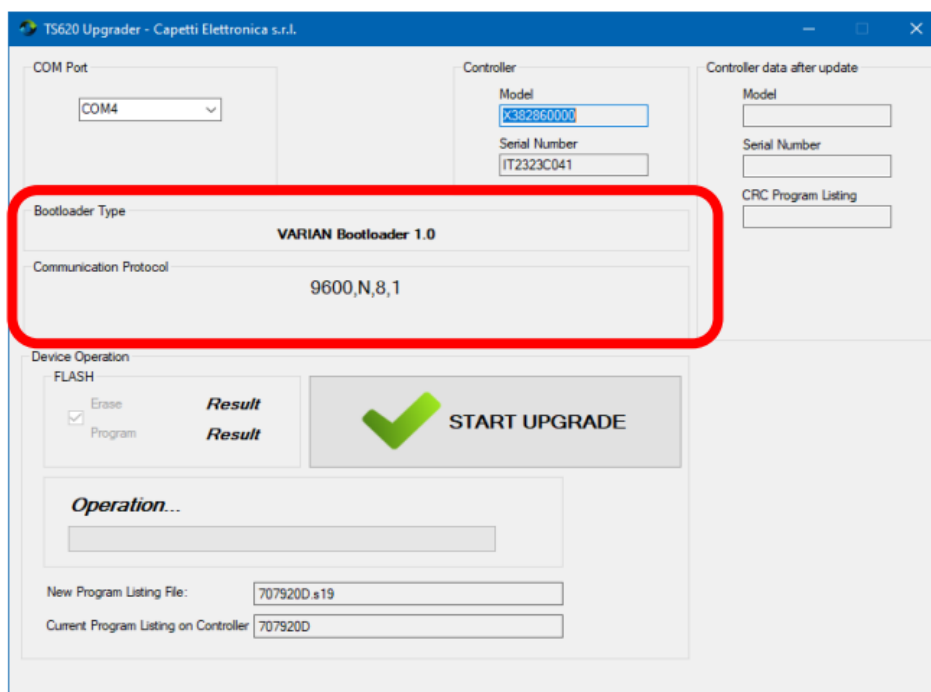 TS620 Upgrader - Capetti Elettronica s.r.l.
COM Port
COM4
Controller
Model
X382860000
Serial Number
IT2323C041
Controller data after update
Model
Serial Number
CRC Program Listing
Bootloader Type
VARIAN Bootloader 1.0
Communication Protocol
9600,N,8,1
Device Operation
FLASH
Erase Result
Program Result
START UPGRADE
Operation...
New Program Listing File: 707920D.s19
Current Program Listing on Controller 707920D